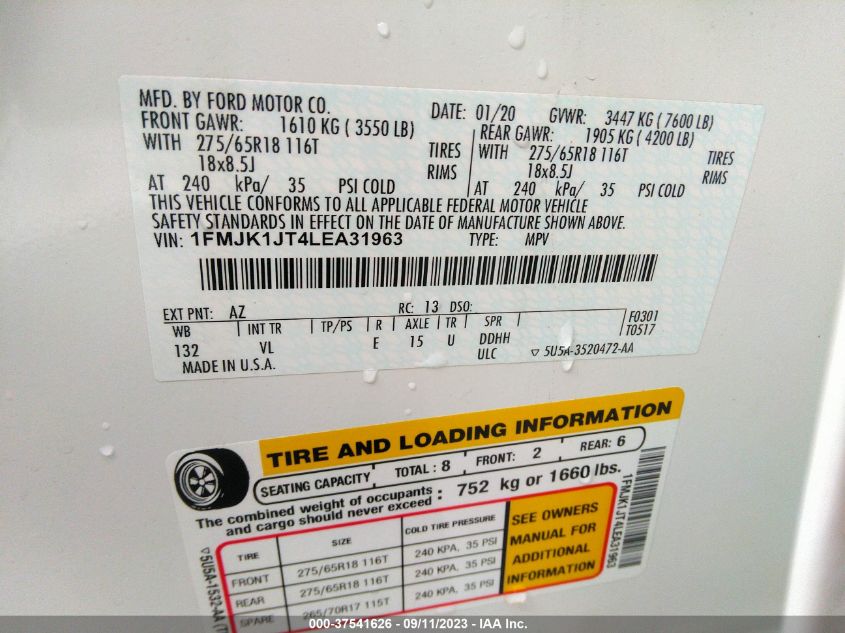 MFD. BY FORD MOTOR CO. DATE: 01/20 GVWR: 3447 KG ( 7600 LB)
FRONT GAWR: 1610 KG ( 3550 LB) REAR GAWR: 1905 KG ( 4200 LB)
WITH 275/65R18 116T TIRES WITH 275/65R18 116T TIRES
18x8.5J RIMS 18x8.5J RIMS
AT 240 kPa/ 35 PSI COLD AT 240 kPa/ 35 PSI COLD
THIS VEHICLE CONFORMS TO ALL APPLICABLE FEDERAL MOTOR VEHICLE
SAFETY STANDARDS IN EFFECT ON THE DATE OF MANUFACTURE SHOWN ABOVE.
VIN: 1FMJK1JT4LEA31963 TYPE: MPV
EXT PNT: AZ RC: 13 DSO:
WB INT TR TP/PS R AXLE TR SPR F0301
132 VL E 15 U DDHH T0517
MADE IN U.S.A. ULC 5U5A-3520472-AA
TIRE AND LOADING INFORMATION
SEATING CAPACITY TOTAL : 8 FRONT: 2 REAR: 6
The combined weight of occupants
and cargo should never exceed : 752 kg or 1660 lbs.
TIRE SIZE COLD TIRE PRESSURE
FRONT 275/65R18 116T 240 KPA, 35 PSI
REAR 275/65R18 116T 240 KPA, 35 PSI
SPARE 265/70R17 115T 240 KPA, 35 PSI
SEE OWNERS
MANUAL FOR
ADDITIONAL
INFORMATION
1FMJK1JT4LEA31963
5U5A-1532-AA (T
000-37541626 - 09/11/2023 - IAA Inc.